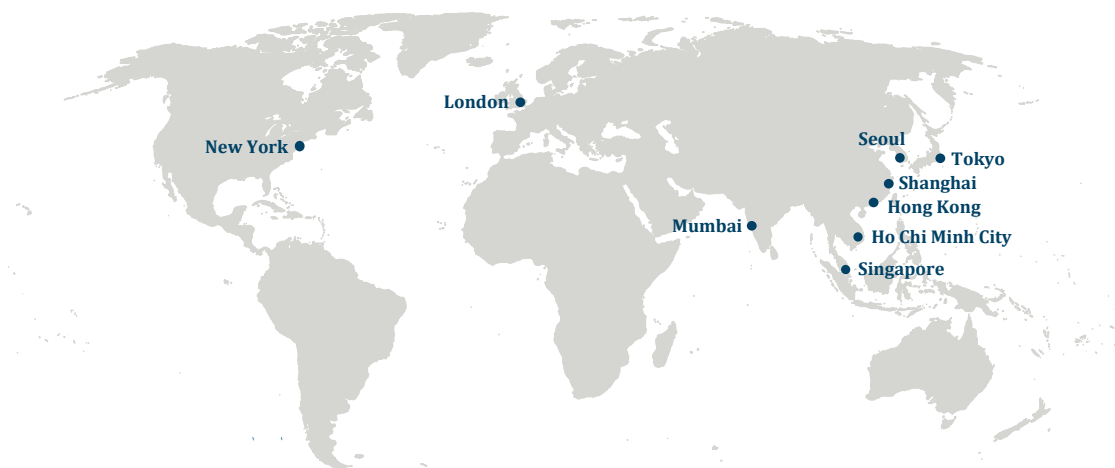 London
New York
Seoul
Tokyo
Shanghai
Hong Kong
Mumbai
Ho Chi Minh City
Singapore